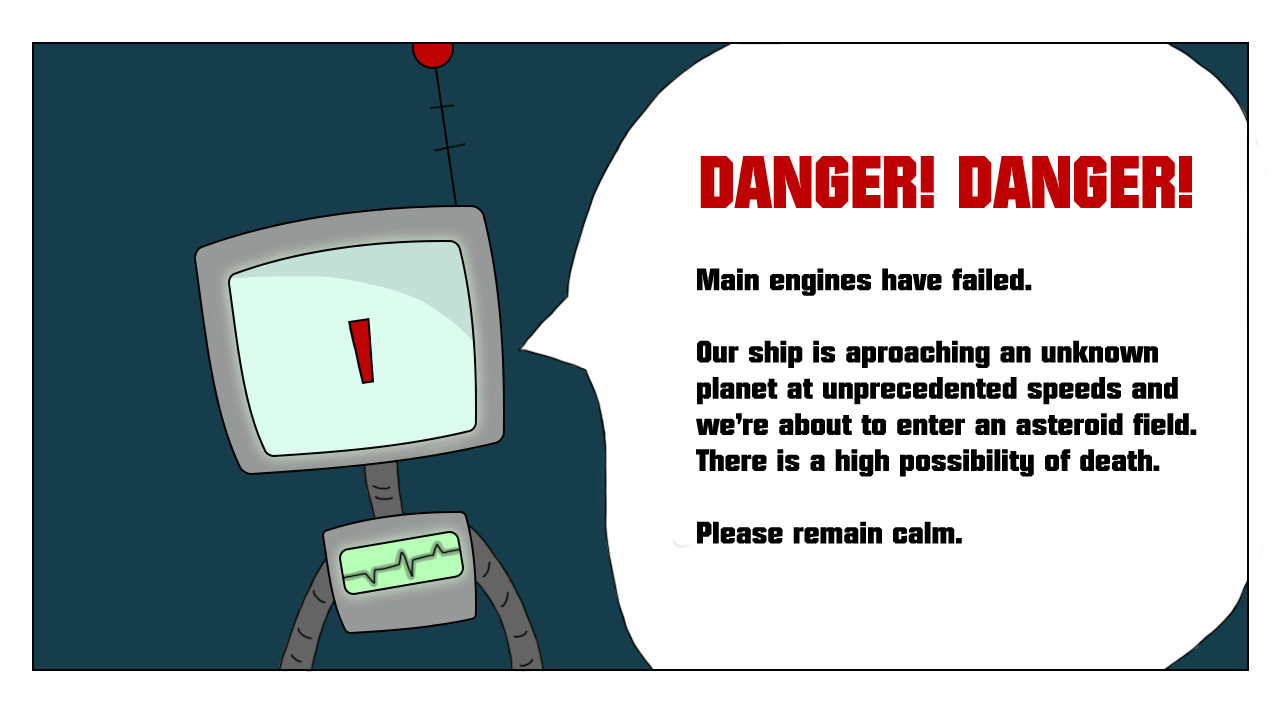 DANGER! DANGER!
Main engines have failed.
Our ship is aproaching an unknown
planet at unprecedented speeds and
we're about to enter an asteroid field.
There is a high possibility of death.
Please remain calm.